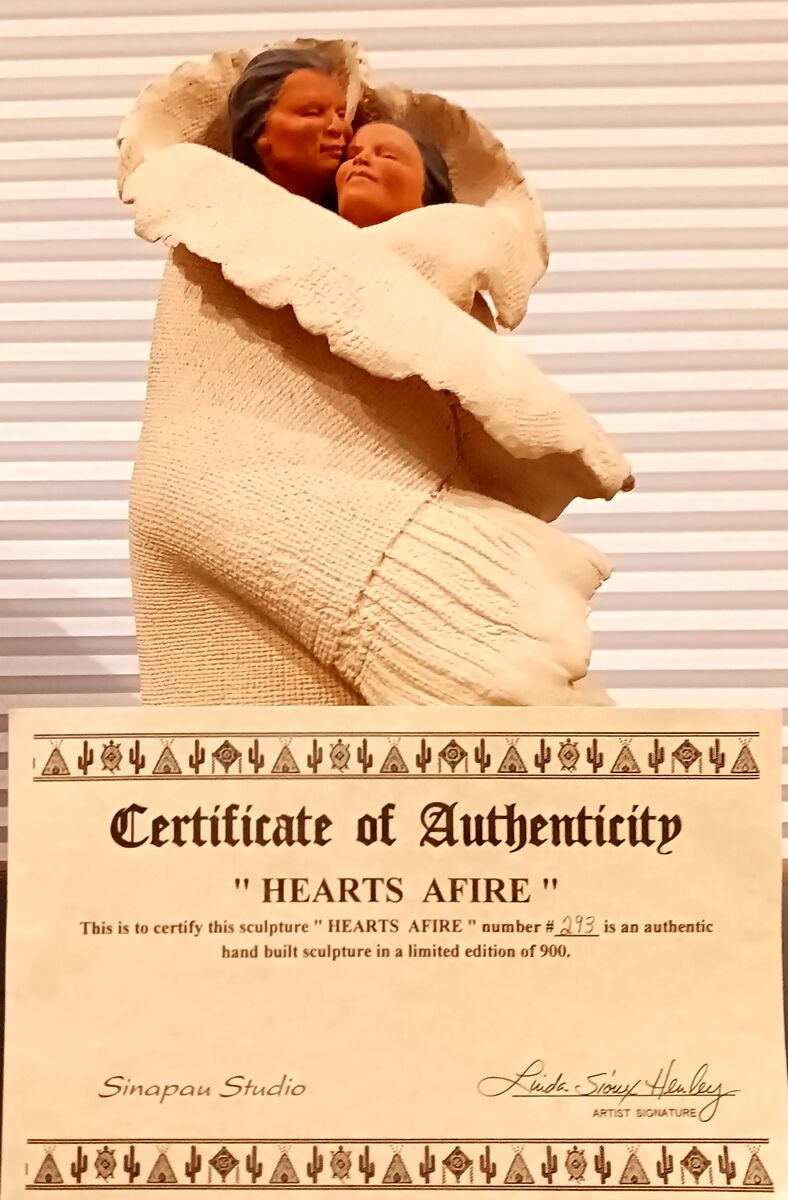 Certificate of Authenticity
" HEARTS AFIRE "
This is to certify this sculpture " HEARTS AFIRE " number # 293 is an authentic
hand built sculpture in a limited edition of 900.
Sinapau Studio
Linda Sioux Henley
ARTIST SIGNATURE